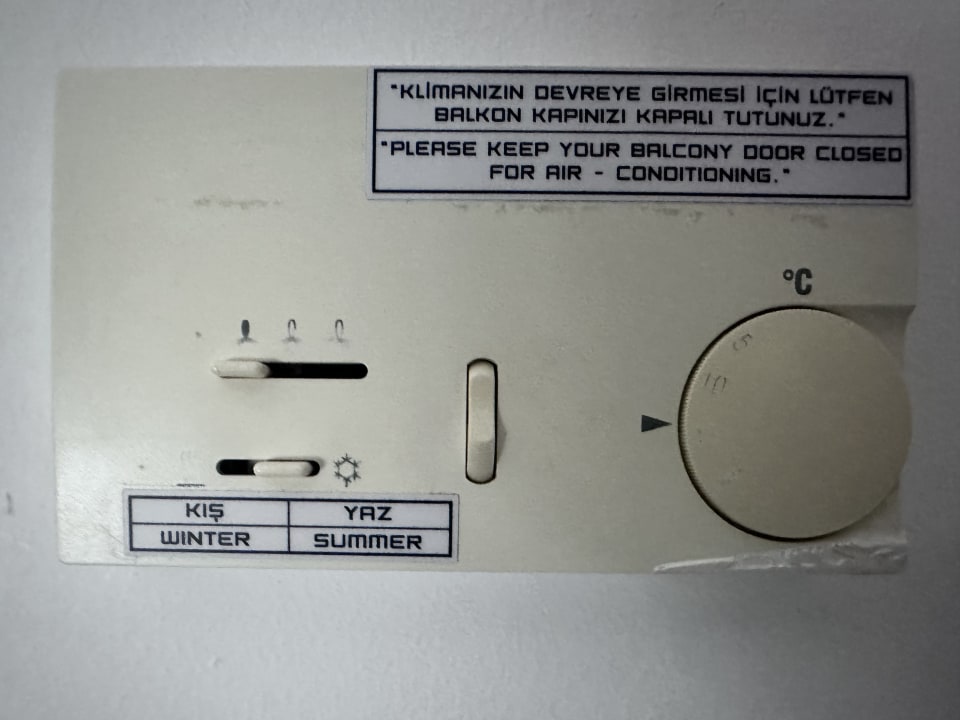 "KLİMANIZIN DEVREYE GİRMESİ İÇİN LÜTFEN
BALKON KAPINIZI KAPALI TUTUNUZ."
"PLEASE KEEP YOUR BALCONY DOOR CLOSED
FOR AIR - CONDITIONING."
°C
5
10
KIŞ YAZ
WINTER SUMMER